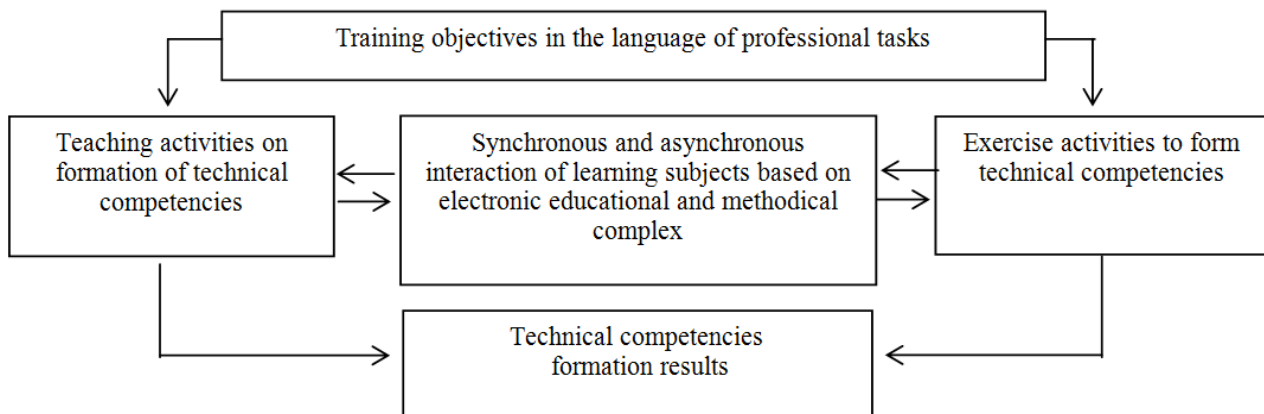 Training objectives in the language of professional tasks
Teaching activities on
formation of technical
competencies
Synchronous and asynchronous
interaction of learning subjects based on
electronic educational and methodical
complex
Exercise activities to form
technical competencies
Technical competencies
formation results